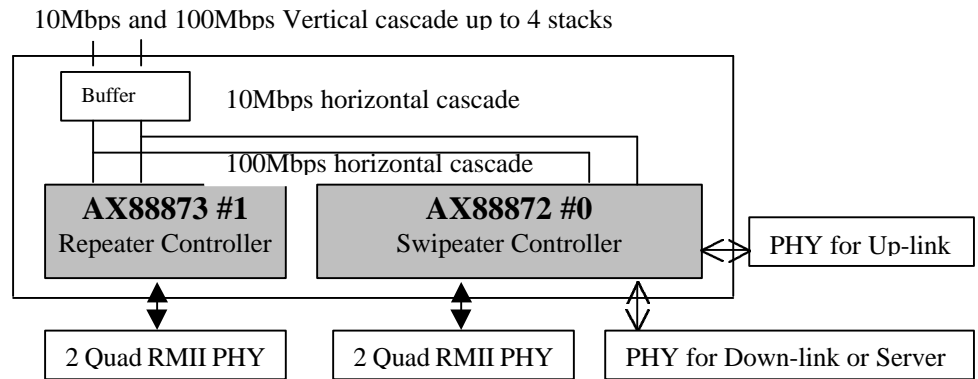 10Mbps and 100Mbps Vertical cascade up to 4 stacks
Buffer
10Mbps horizontal cascade
100Mbps horizontal cascade
AX88873 #1
Repeater Controller
AX88872 #0
Swipeater Controller
PHY for Up-link
2 Quad RMII PHY
2 Quad RMII PHY
PHY for Down-link or Server